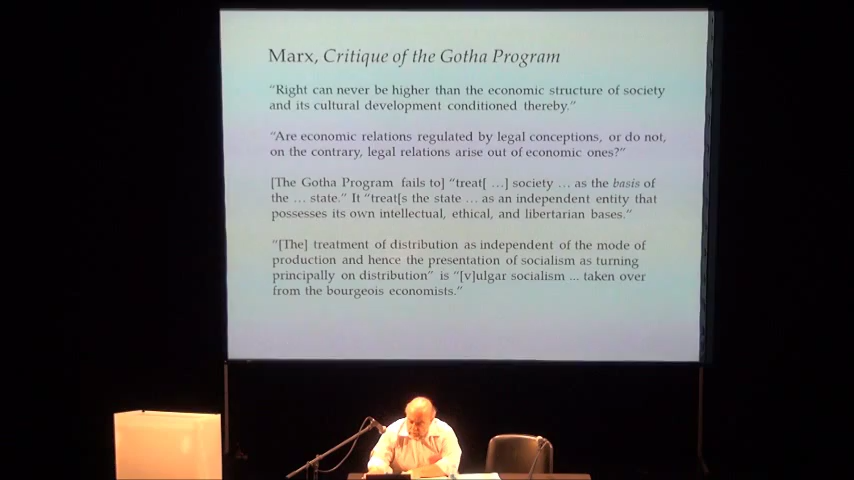 Marx, Critique of the Gotha Program
“Right can never be higher than the economic structure of society
and its cultural development conditioned thereby.”
“Are economic relations regulated by legal conceptions, or do not,
on the contrary, legal relations arise out of economic ones?”
[The Gotha Program fails to] “treat[ …] society … as the basis of
the … state.” It “treat[s the state … as an independent entity that
possesses its own intellectual, ethical, and libertarian bases.”
“[The] treatment of distribution as independent of the mode of
production and hence the presentation of socialism as turning
principally on distribution” is “[v]ulgar socialism ... taken over
from the bourgeois economists.”